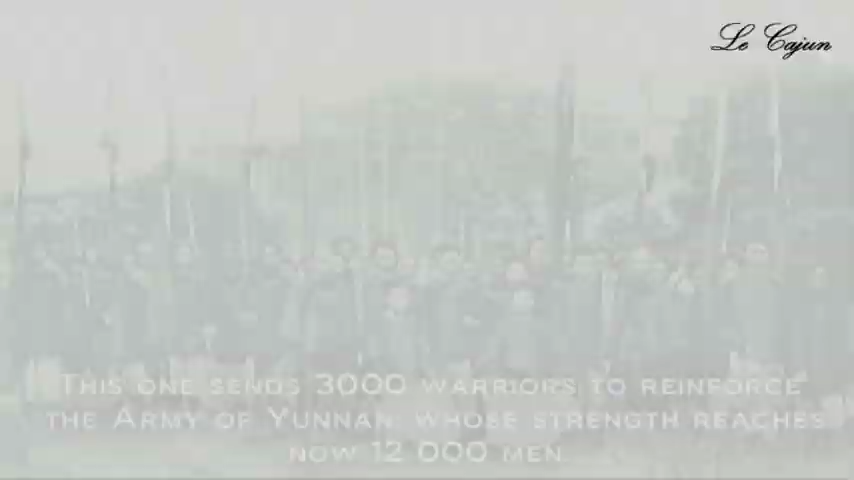 Le Cajun
This one sends 3000 warriors to reinforce
the Army of Yunnan, whose strength reaches
now 12 000 men